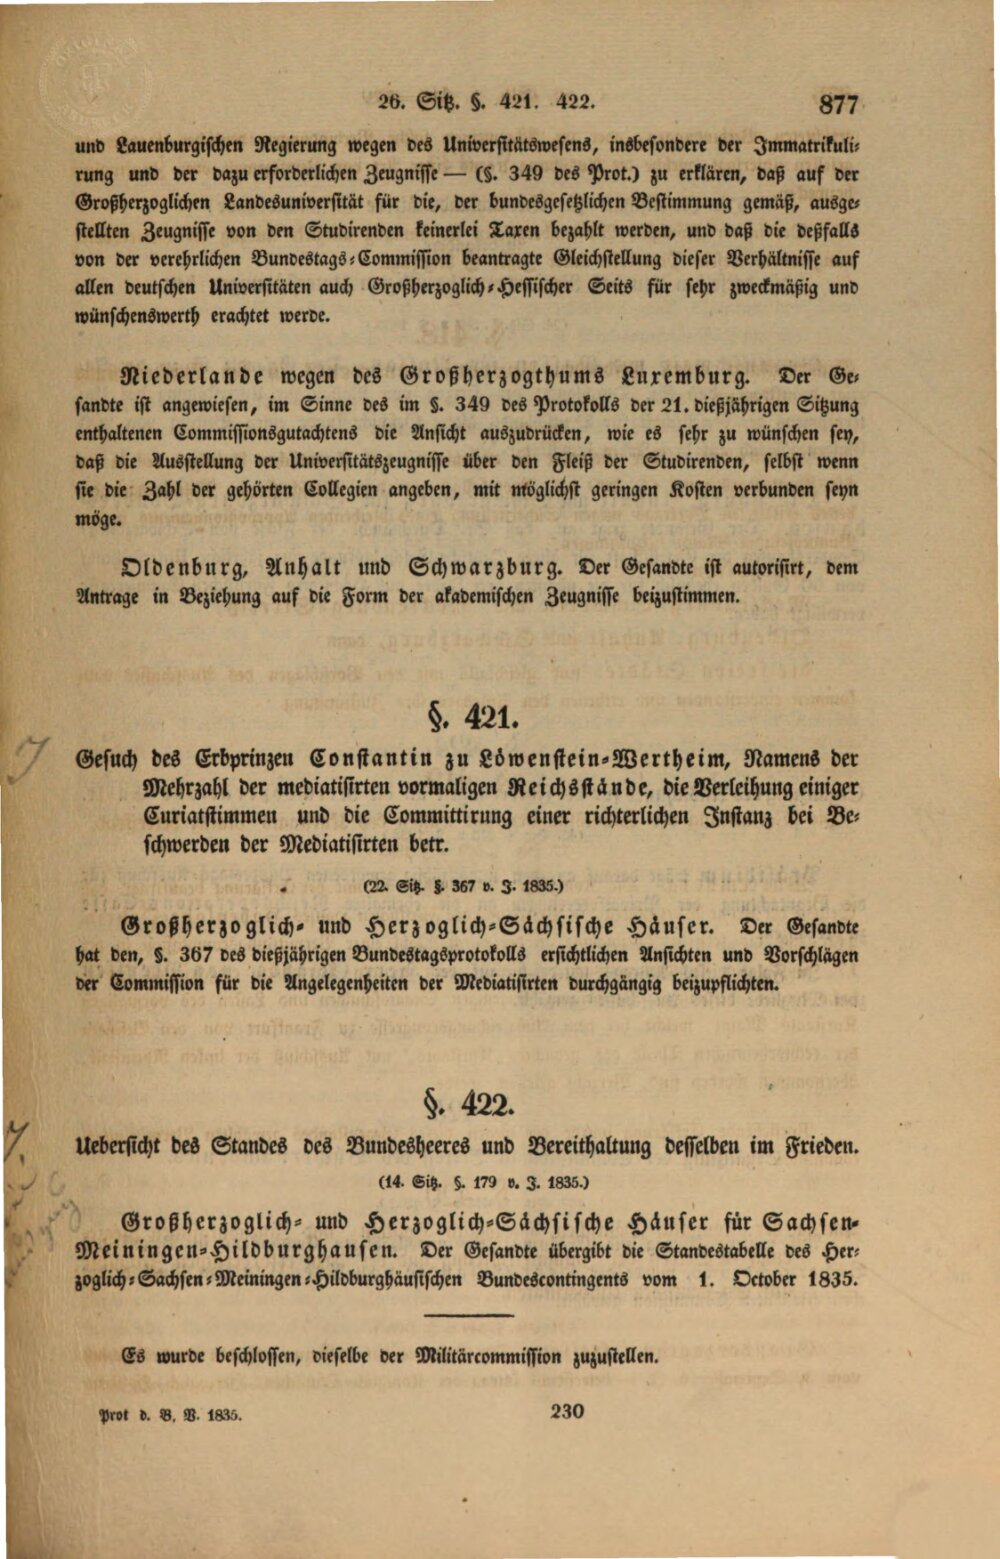 26. Sitz. §. 421. 422.
877
und Lauenburgischen Regierung wegen des Universitätswesens, insbesondere der Immatrikuli-
rung und der dazu erforderlichen Zeugnisse — (§. 349 des Prot.) zu erklären, daß auf der
Großherzoglichen Landesuniversität für die, der bundesgesetzlichen Bestimmung gemäß, ausge-
stellten Zeugnisse von den Studirenden keinerlei Taxen bezahlt werden, und daß die deßfalls
von der verehrlichen Bundestags-Commission beantragte Gleichstellung dieser Verhältnisse auf
allen deutschen Universitäten auch Großherzoglich-Hessischer Seits für sehr zweckmäßig und
wünschenswerth erachtet werde.
Niederlande wegen des Großherzogthums Luxemburg. Der Ge-
sandte ist angewiesen, im Sinne des im §. 349 des Protokolls der 21. dießjährigen Sitzung
enthaltenen Commissionsgutachtens die Ansicht auszudrücken, wie es sehr zu wünschen sey,
daß die Ausstellung der Universitätszeugnisse über den Fleiß der Studirenden, selbst wenn
sie die Zahl der gehörten Collegien angeben, mit möglichst geringen Kosten verbunden seyn
möge.
Oldenburg, Anhalt und Schwarzburg. Der Gesandte ist autorisirt, dem
Antrage in Beziehung auf die Form der akademischen Zeugnisse beizustimmen.
§. 421.
Gesuch des Erbprinzen Constantin zu Löwenstein-Wertheim, Namens der
Mehrzahl der mediatisirten vormaligen Reichsstände, die Verleihung einiger
Curiatstimmen und die Committirung einer richterlichen Instanz bei Be-
schwerden der Mediatisirten betr.
(22. Sitz. §. 367 v. J. 1835.)
Großherzoglich- und Herzoglich-Sächsische Häuser. Der Gesandte
hat den, §. 367 des dießjährigen Bundestagsprotokolls ersichtlichen Ansichten und Vorschlägen
der Commission für die Angelegenheiten der Mediatisirten durchgängig beizupflichten.
§. 422.
Uebersicht des Standes des Bundesheeres und Bereithaltung desselben im Frieden.
(14. Sitz. §. 179 v. J. 1835.)
Großherzoglich- und Herzoglich-Sächsische Häuser für Sachsen-
Meiningen-Hildburghausen. Der Gesandte übergibt die Standestabelle des Her-
zoglich-Sachsen-Meiningen-Hildburghäusischen Bundescontingents vom 1. October 1835.
Es wurde beschlossen, dieselbe der Militärcommission zuzustellen.
Prot d. B. V. 1835.
230